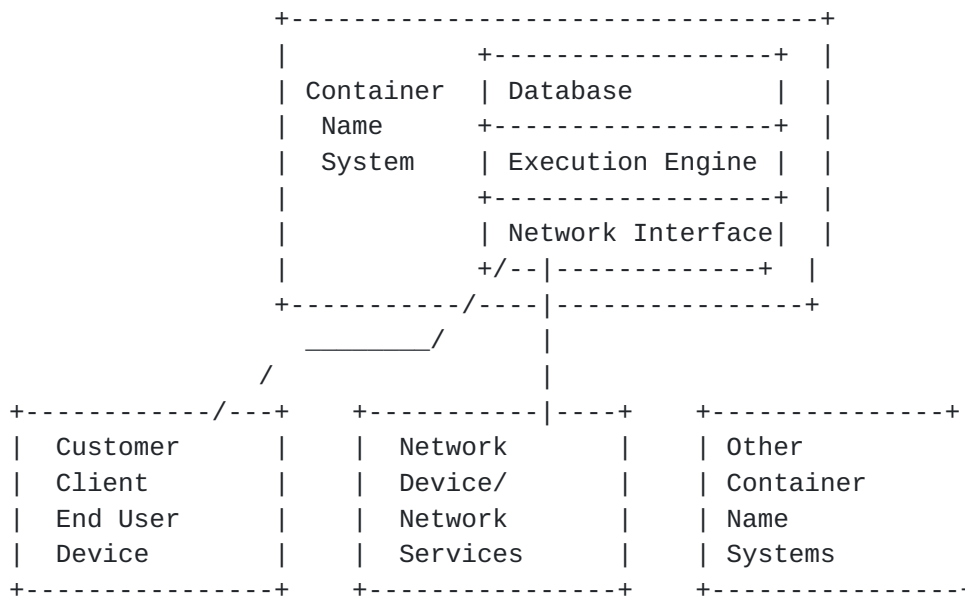 Container
Name
System
Database
Execution Engine
Network Interface
Customer
Client
End User
Device
Network
Device/
Network
Services
Other
Container
Name
Systems